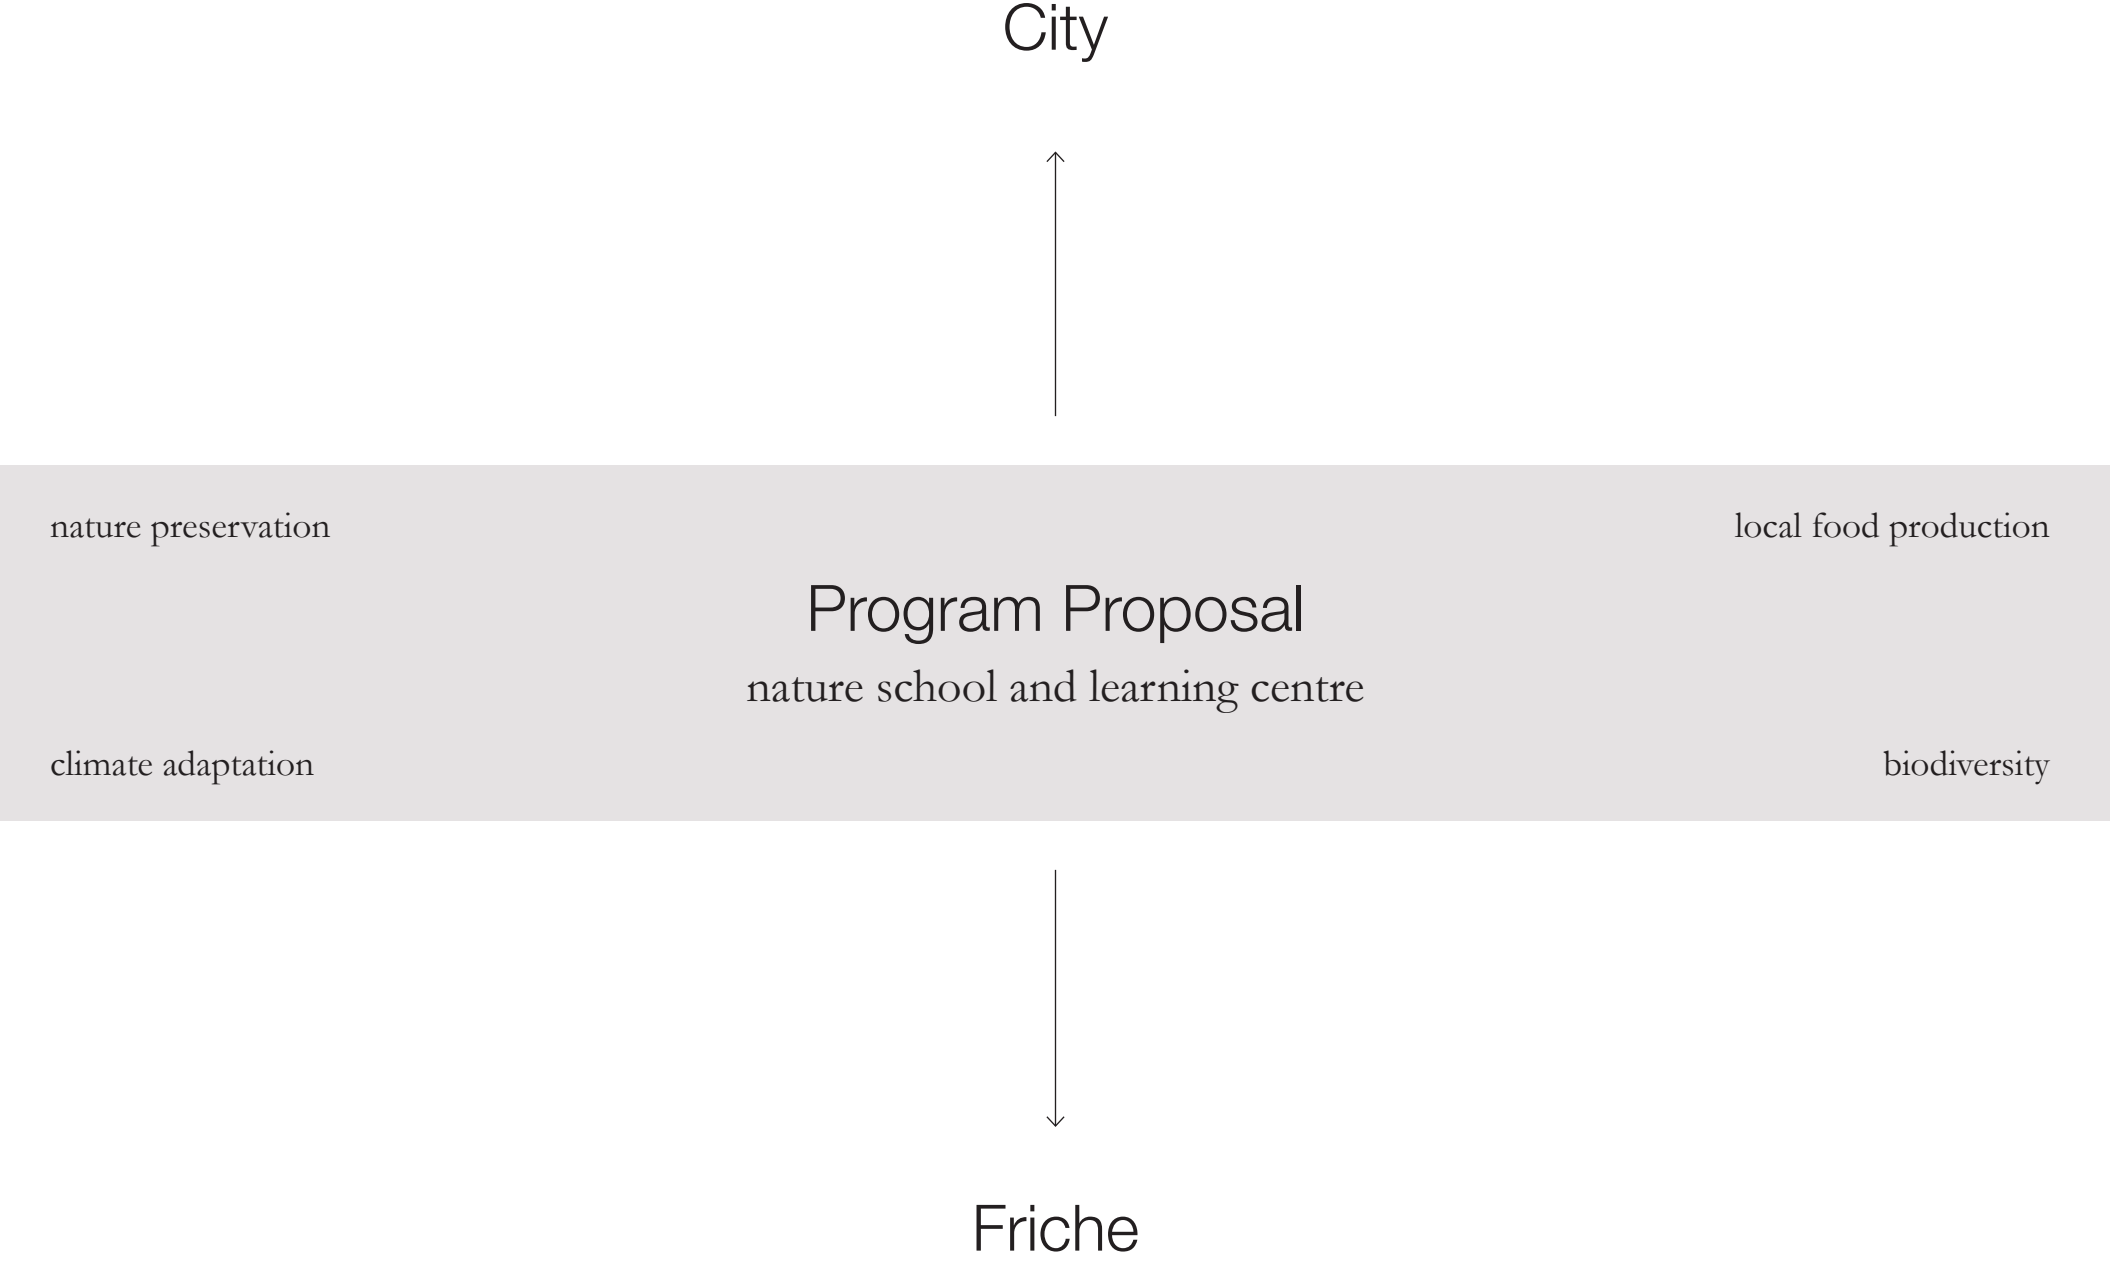 City
nature preservation
local food production
Program Proposal
nature school and learning centre
climate adaptation
biodiversity
Friche